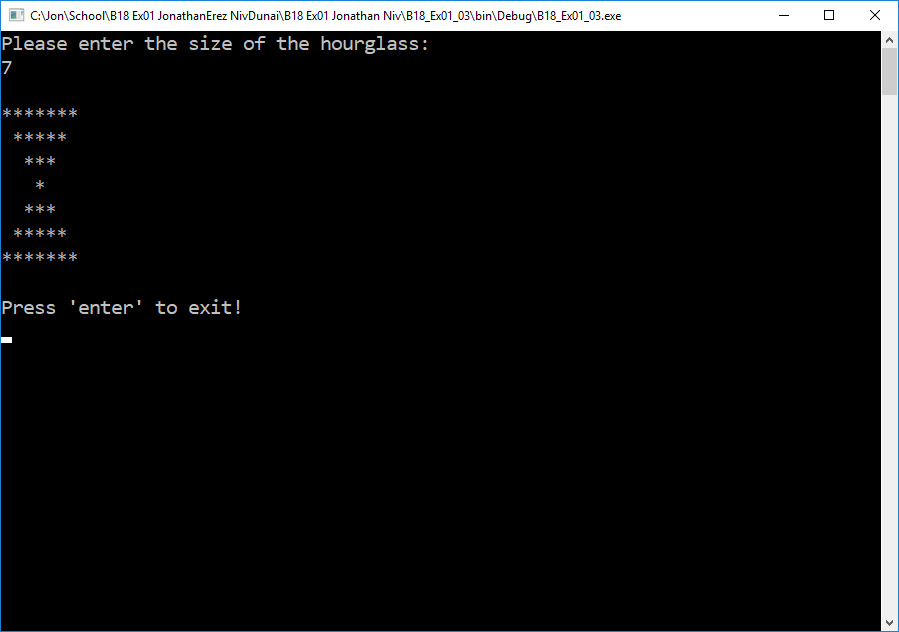 C:\Jon\School\B18 Ex01 JonathanErez NivDunai\B18 Ex01 Jonathan Niv\B18_Ex01_03\bin\Debug\B18_Ex01_03.exe
Please enter the size of the hourglass:
7
*******
 *****
  ***
   *
  ***
 *****
*******
Press 'enter' to exit!